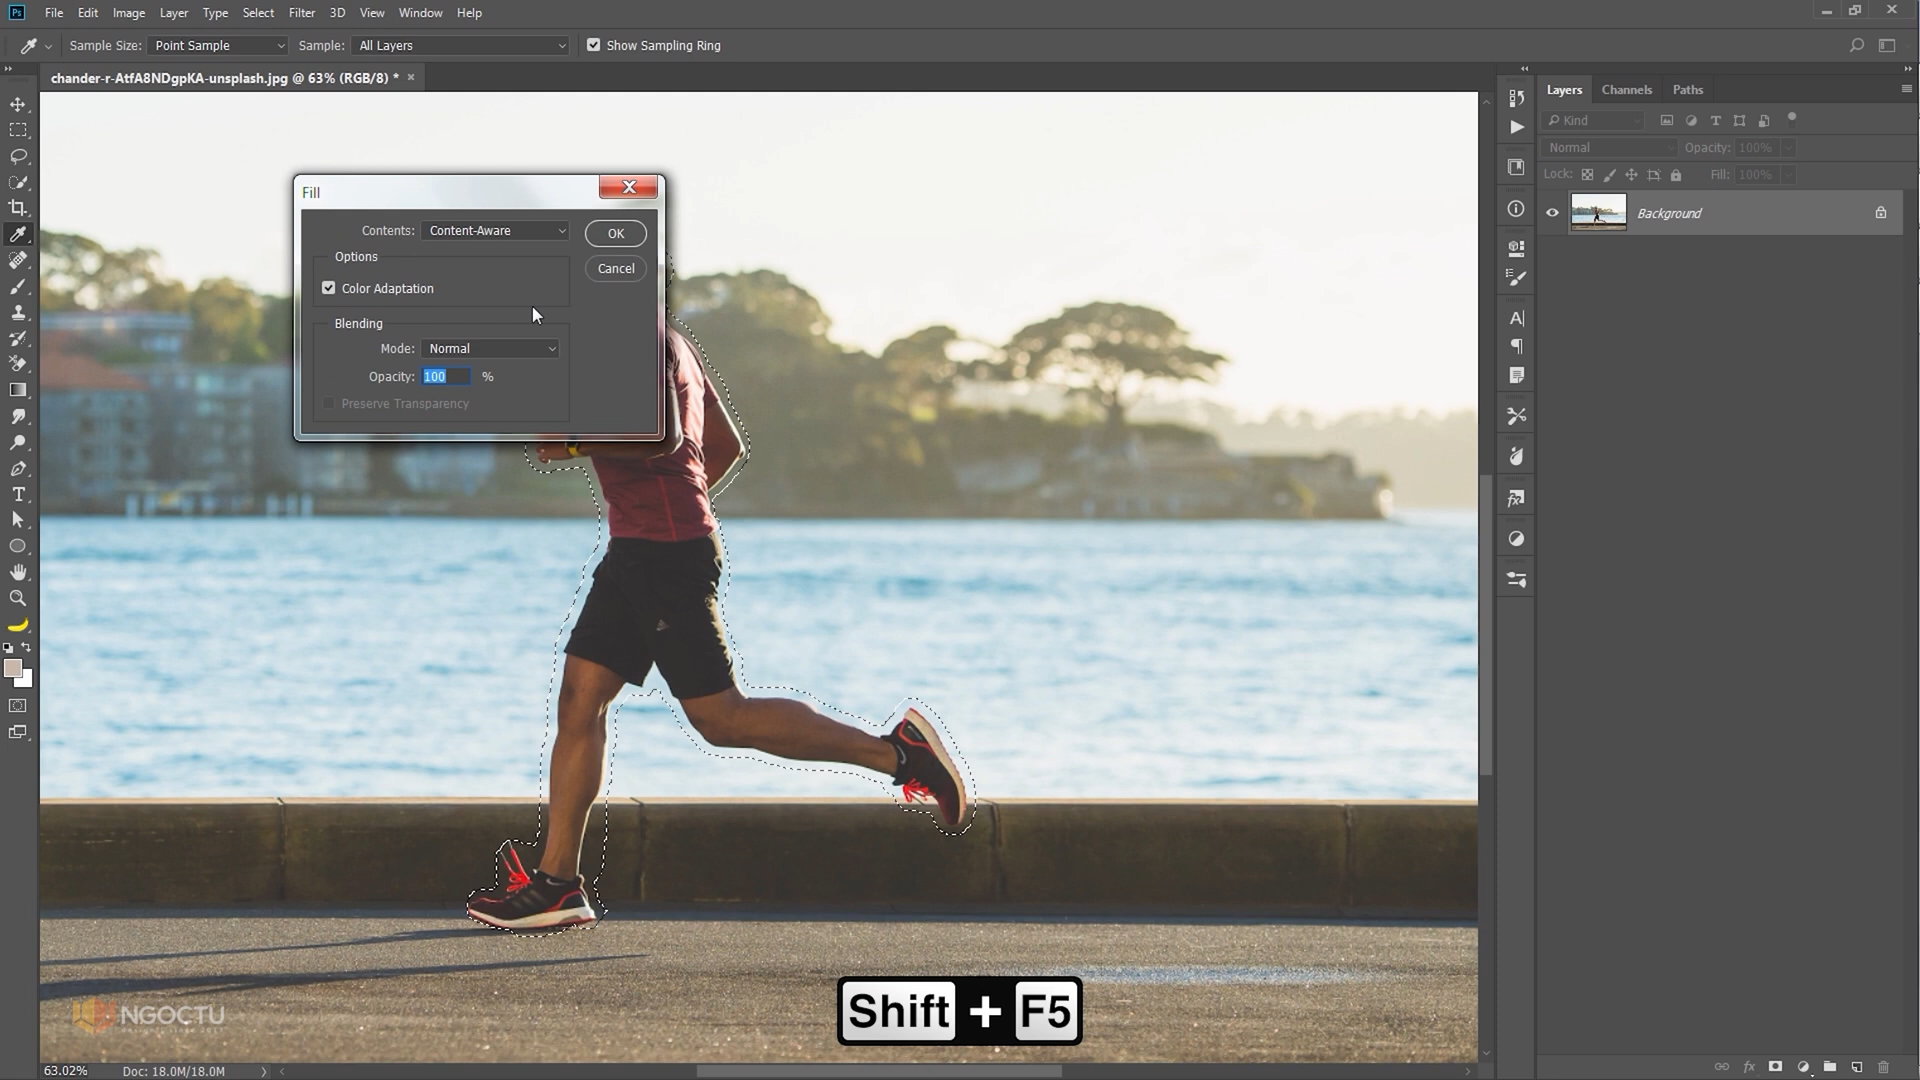 Ps File Edit Image Layer Type Select Filter 3D View Window Help
Sample Size: Point Sample Sample: All Layers Show Sampling Ring
chander-r-AtfA8NDgpKA-unsplash.jpg @ 63% (RGB/8) * ×
Layers Channels Paths
Kind
Normal Opacity: 100%
Lock: Fill: 100%
Background
Fill
Contents: Content-Aware
OK
Options
Cancel
Color Adaptation
Blending
Mode: Normal
Opacity: 100 %
Preserve Transparency
Shift + F5
NGOCTU
63.02% Doc: 18.0M/18.0M